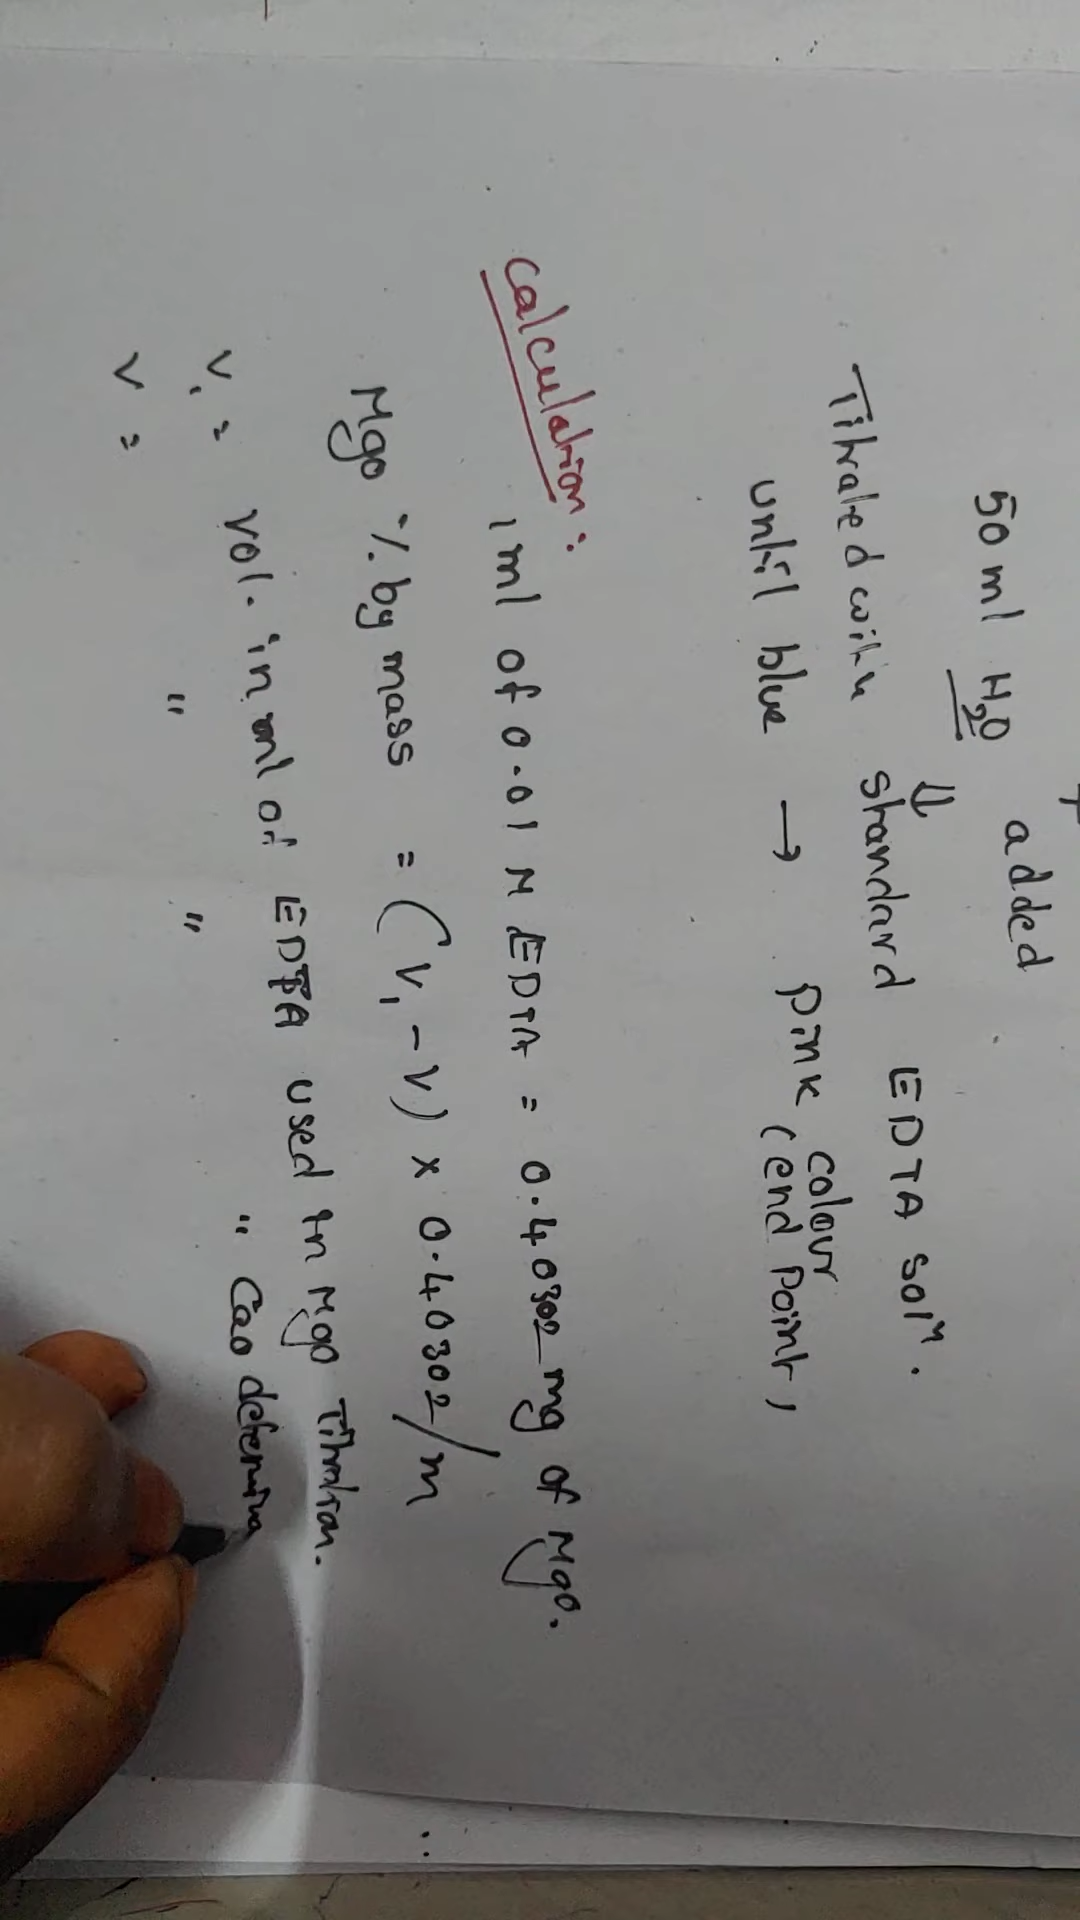 50 ml H2O added
⇓
Titrated with standard EDTA solⁿ.
until blue → pink colour
(end point)
Calculation:
1 ml of 0.01 M EDTA = 0.40302 mg of Mgo.
Mgo % by mass = (V1 - V) x 0.40302/m
V1 = vol. in ml of EDTA used in Mgo Titration.
V = " " " Cao determina